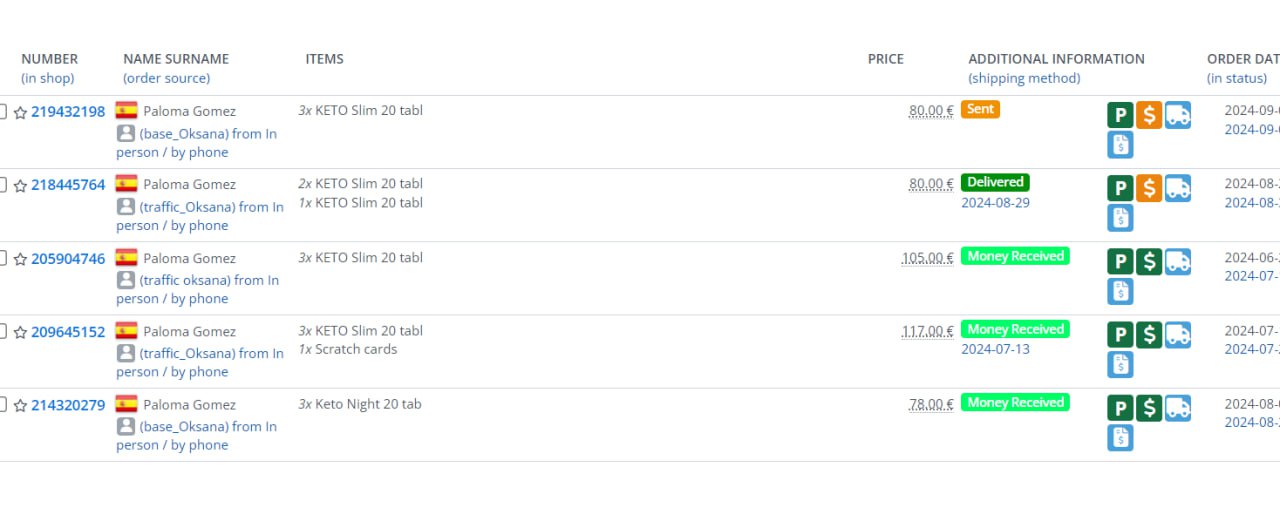 NUMBER NAME SURNAME ITEMS PRICE ADDITIONAL INFORMATION ORDER DAT
(in shop) (order source) (shipping method) (in status)
219432198 Paloma Gomez 3x KETO Slim 20 tabl 80.00 € Sent P $ 2024-09-
(base_Oksana) from In 2024-09-
person / by phone $
218445764 Paloma Gomez 2x KETO Slim 20 tabl 80.00 € Delivered P $ 2024-08-
(traffic_Oksana) from In 1x KETO Slim 20 tabl 2024-08-29 2024-08-
person / by phone $
205904746 Paloma Gomez 3x KETO Slim 20 tabl 105.00 € Money Received P $ 2024-06-
(traffic oksana) from In 2024-07-
person / by phone $
209645152 Paloma Gomez 3x KETO Slim 20 tabl 117.00 € Money Received P $ 2024-07-
(traffic_Oksana) from In 1x Scratch cards 2024-07-13 2024-07-
person / by phone $
214320279 Paloma Gomez 3x Keto Night 20 tab 78.00 € Money Received P $ 2024-08-
(base_Oksana) from In 2024-08-
person / by phone $